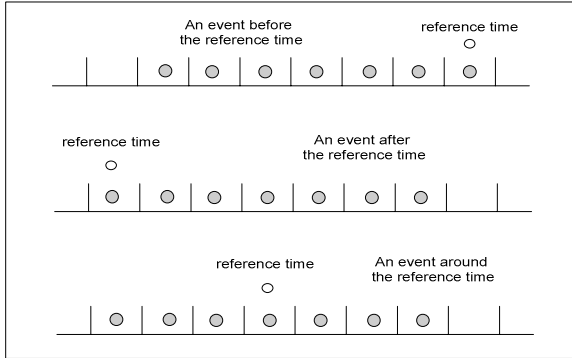 An event before
the reference time
reference time
reference time
An event after
the reference time
reference time
An event around
the reference time